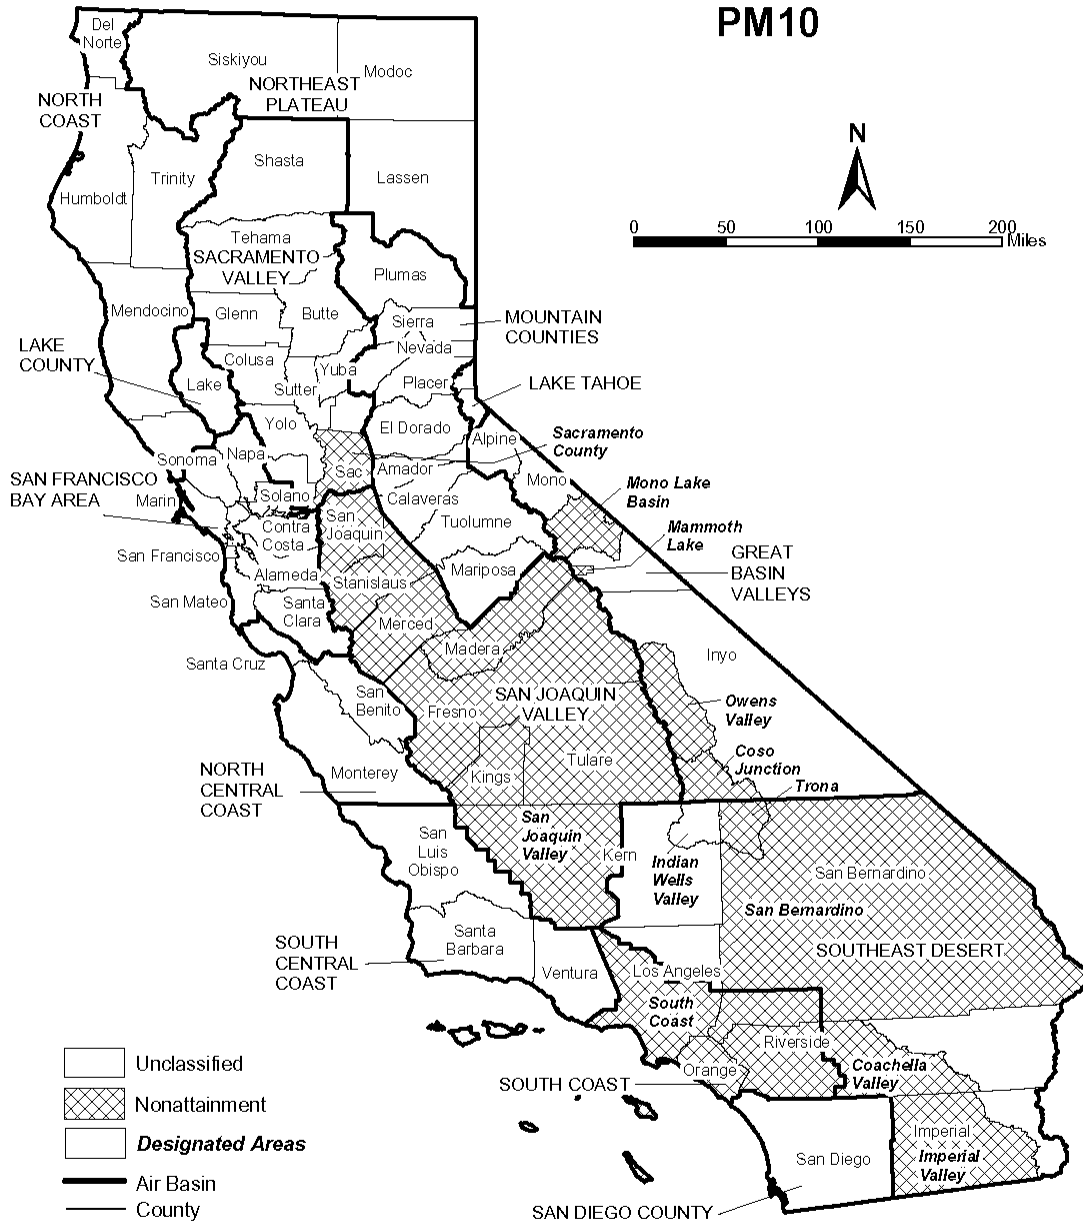 PM10
Del
Norte
Siskiyou
Modoc
NORTHEAST
PLATEAU
NORTH
COAST
N
Shasta
Trinity
Lassen
Humboldt
0 50 100 150 200
Miles
Tehama
SACRAMENTO
VALLEY
Plumas
Mendocino
Glenn
Butte
Sierra
MOUNTAIN
COUNTIES
LAKE
COUNTY
Nevada
Colusa
Yuba
Lake
Sutter
Placer
LAKE TAHOE
Yolo
El Dorado
Alpine
Sacramento
County
Sonoma
Napa
Sac
Amador
Mono
SAN FRANCISCO
BAY AREA
Marin
Solano
Calaveras
Mono Lake
Basin
San
Joaquin
Tuolumne
Contra
Costa
Mammoth
Lake
San Francisco
GREAT
BASIN
VALLEYS
Alameda
Stanislaus
Mariposa
San Mateo
Santa
Clara
Merced
Madera
Santa Cruz
Inyo
San
Benito
Fresno
SAN JOAQUIN
VALLEY
Owens
Valley
NORTH
CENTRAL
COAST
Monterey
Kings
Tulare
Coso
Junction
Trona
San
Luis
Obispo
San
Joaquin
Valley
Kern
Indian
Wells
Valley
San Bernardino
San Bernardino
SOUTH
CENTRAL
COAST
Santa
Barbara
SOUTHEAST DESERT
Ventura
Los Angeles
South
Coast
Riverside
Orange
Coachella
Valley
SOUTH COAST
Imperial
Imperial
Valley
San Diego
SAN DIEGO COUNTY
Unclassified
Nonattainment
Designated Areas
Air Basin
County